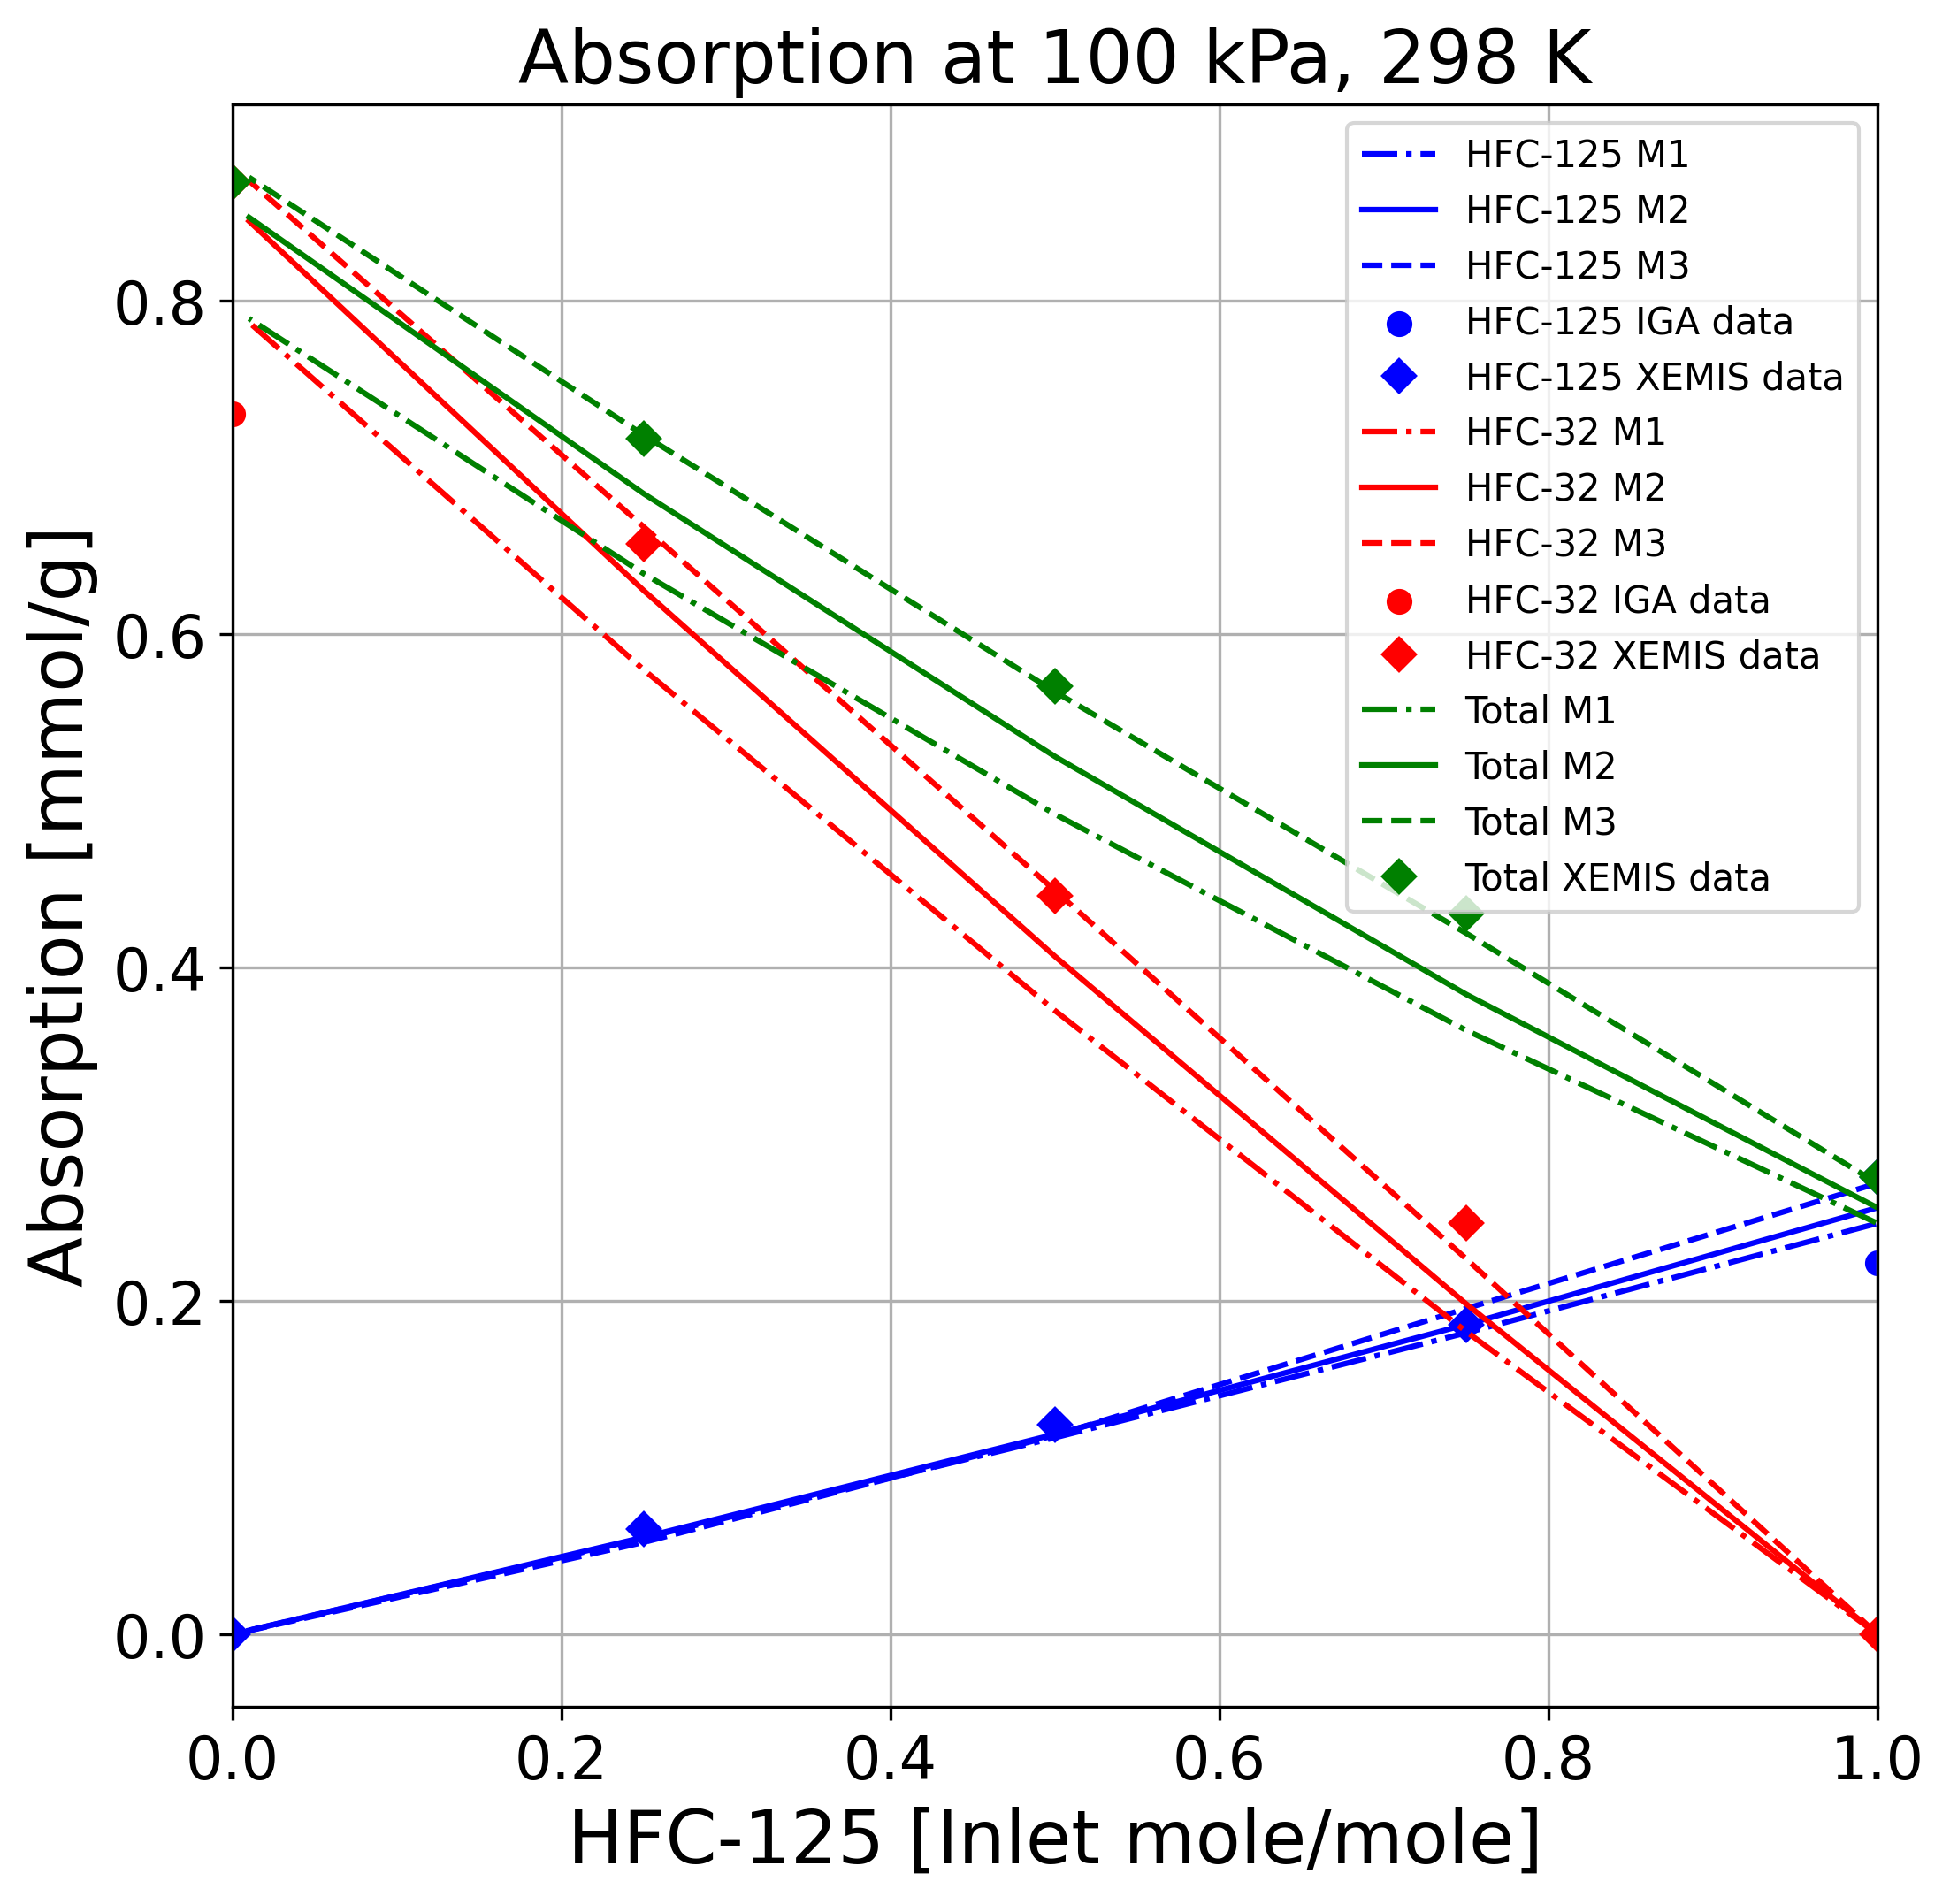 Absorption at 100 kPa, 298 K
HFC-125 M1
HFC-125 M2
HFC-125 M3
HFC-125 IGA data
HFC-125 XEMIS data
HFC-32 M1
HFC-32 M2
HFC-32 M3
HFC-32 IGA data
HFC-32 XEMIS data
Total M1
Total M2
Total M3
Total XEMIS data
Absorption [mmol/g]
0.8
0.6
0.4
0.2
0.0
0.0 0.2 0.4 0.6 0.8 1.0
HFC-125 [Inlet mole/mole]